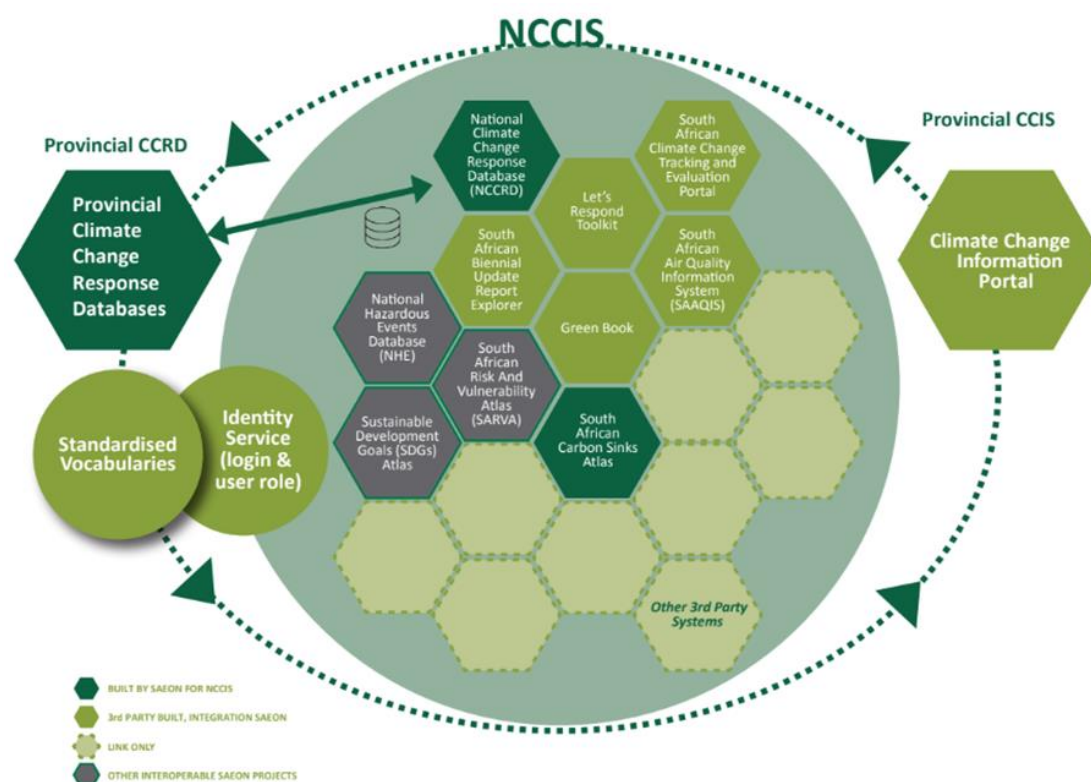 NCCIS
Provincial CCRD
Provincial
Climate
Change
Response
Databases
Standardised
Vocabularies
Identity
Service
(login &
user role)
National
Climate
Change
Response
Database
(NCCRD)
South
African
Climate Change
Tracking and
Evaluation
Portal
Let's
Respond
Toolkit
South
African
Biennial
Update
Report
Explorer
South
African
Air Quality
Information
System
(SAAQIS)
National
Hazardous
Events
Database
(NHE)
Green Book
South
African
Risk And
Vulnerability
Atlas
(SARVA)
Sustainable
Development
Goals (SDGs)
Atlas
South
African
Carbon Sinks
Atlas
Other 3rd Party
Systems
Provincial CCIS
Climate Change
Information
Portal
BUILT BY SAEON FOR NCCIS
3rd PARTY BUILT, INTEGRATION SAEON
LINK ONLY
OTHER INTEROPERABLE SAEON PROJECTS